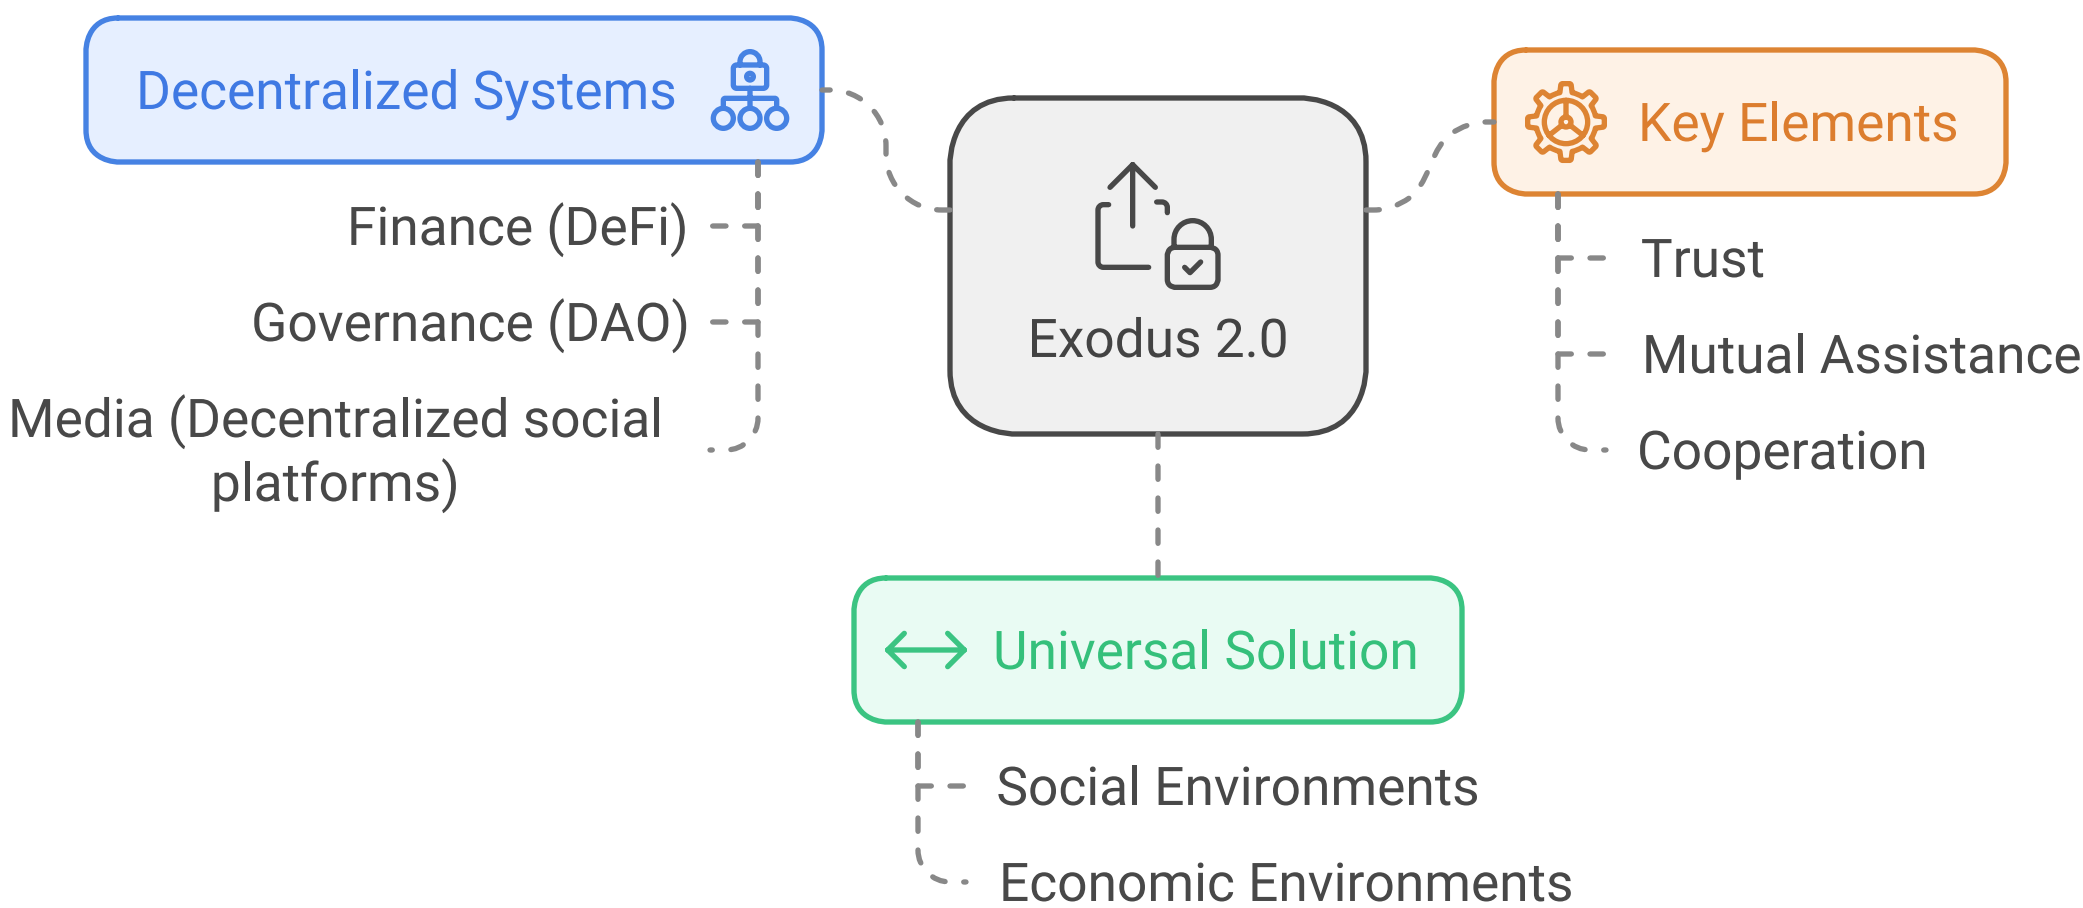 Decentralized Systems
Finance (DeFi)
Governance (DAO)
Media (Decentralized social
platforms)
Exodus 2.0
Key Elements
Trust
Mutual Assistance
Cooperation
Universal Solution
Social Environments
Economic Environments